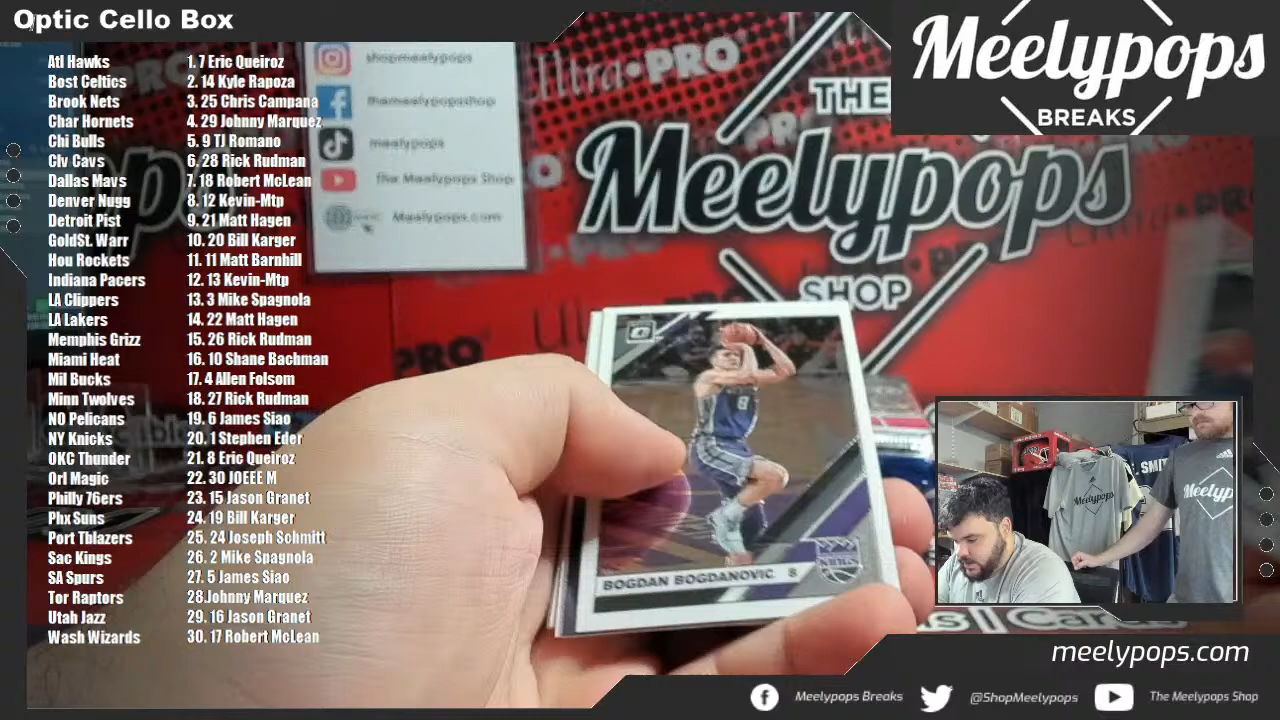 Optic Cello Box
Atl Hawks 1. 7 Eric Queiroz
Bost Celtics 2. 14 Kyle Rapoza
Brook Nets 3. 25 Chris Campana
Char Hornets 4. 29 Johnny Marquez
Chi Bulls 5. 9 TJ Romano
Clv Cavs 6. 28 Rick Rudman
Dallas Mavs 7. 18 Robert McLean
Denver Nugg 8. 12 Kevin-Mtp
Detroit Pist 9. 21 Matt Hagen
GoldSt. Warr 10. 20 Bill Karger
Hou Rockets 11. 11 Matt Barnhill
Indiana Pacers 12. 13 Kevin-Mtp
LA Clippers 13. 3 Mike Spagnola
LA Lakers 14. 22 Matt Hagen
Memphis Grizz 15. 26 Rick Rudman
Miami Heat 16. 10 Shane Bachman
Mil Bucks 17. 4 Allen Folsom
Minn Twolves 18. 27 Rick Rudman
NO Pelicans 19. 6 James Siao
NY Knicks 20. 1 Stephen Eder
OKC Thunder 21. 8 Eric Queiroz
Orl Magic 22. 30 JOEEE M
Philly 76ers 23. 15 Jason Granet
Phx Suns 24. 19 Bill Karger
Port Tblazers 25. 24 Joseph Schmitt
Sac Kings 26. 2 Mike Spagnola
SA Spurs 27. 5 James Siao
Tor Raptors 28.Johnny Marquez
Utah Jazz 29. 16 Jason Granet
Wash Wizards 30. 17 Robert McLean
shopmeelypops
themeelypopsshop
meelypops
The Meelypops Shop
Meelypops.com
Ultra PRO
THE
Meelypops
SHOP
PRO
Meelypops
BREAKS
8
BOGDAN BOGDANOVIC 8
KINGS
Meelypops
SMIT
Meelyp
Cards
meelypops.com
Meelypops Breaks
@ShopMeelypops
The Meelypops Shop